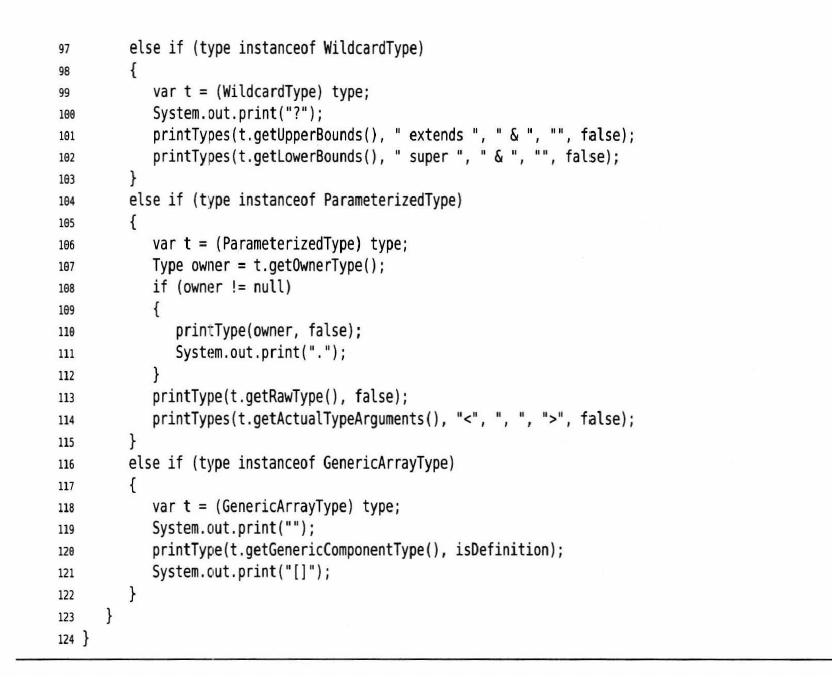 97         else if (type instanceof WildcardType)
98         {
99            var t = (WildcardType) type;
100           System.out.print("?");
101           printTypes(t.getUpperBounds(), " extends ", " & ", "", false);
102           printTypes(t.getLowerBounds(), " super ", " & ", "", false);
103        }
104        else if (type instanceof ParameterizedType)
105        {
106           var t = (ParameterizedType) type;
107           Type owner = t.getOwnerType();
108           if (owner != null)
109           {
110              printType(owner, false);
111              System.out.print(".");
112           }
113           printType(t.getRawType(), false);
114           printTypes(t.getActualTypeArguments(), "<", ", ", ">", false);
115        }
116        else if (type instanceof GenericArrayType)
117        {
118           var t = (GenericArrayType) type;
119           System.out.print("");
120           printType(t.getGenericComponentType(), isDefinition);
121           System.out.print("[]");
122        }
123     }
124 }